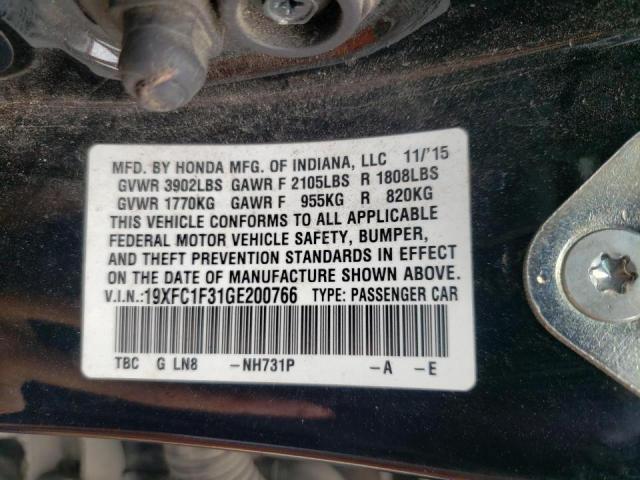 MFD. BY HONDA MFG. OF INDIANA, LLC 11/'15
GVWR 3902LBS GAWR F 2105LBS R 1808LBS
GVWR 1770KG GAWR F 955KG R 820KG
THIS VEHICLE CONFORMS TO ALL APPLICABLE
FEDERAL MOTOR VEHICLE SAFETY, BUMPER,
AND THEFT PREVENTION STANDARDS IN EFFECT
ON THE DATE OF MANUFACTURE SHOWN ABOVE.
V.I.N.:19XFC1F31GE200766 TYPE: PASSENGER CAR
TBC G LN8 -NH731P -A -E